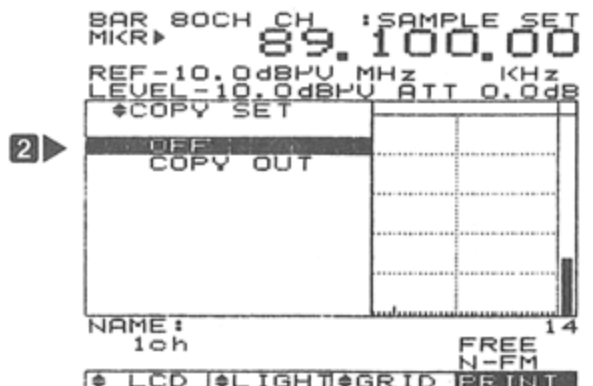 BAR 80CH CH :SAMPLE SET
MKR▶ 89.100.00
REF-10.0dBμV MHz KHz
LEVEL-10.0dBμV ATT 0.0dB
◆COPY SET
2
OFF
COPY OUT
NAME: 14
1ch FREE
N-FM
◆ LCD ◆LIGHT ◆GRID PRINT